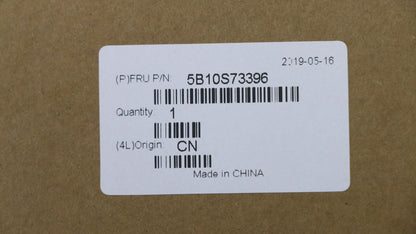 2019-05-16
(P)FRU P/N: 5B10S73396
Quantity: 1
(4L)Origin: CN
Made in CHINA